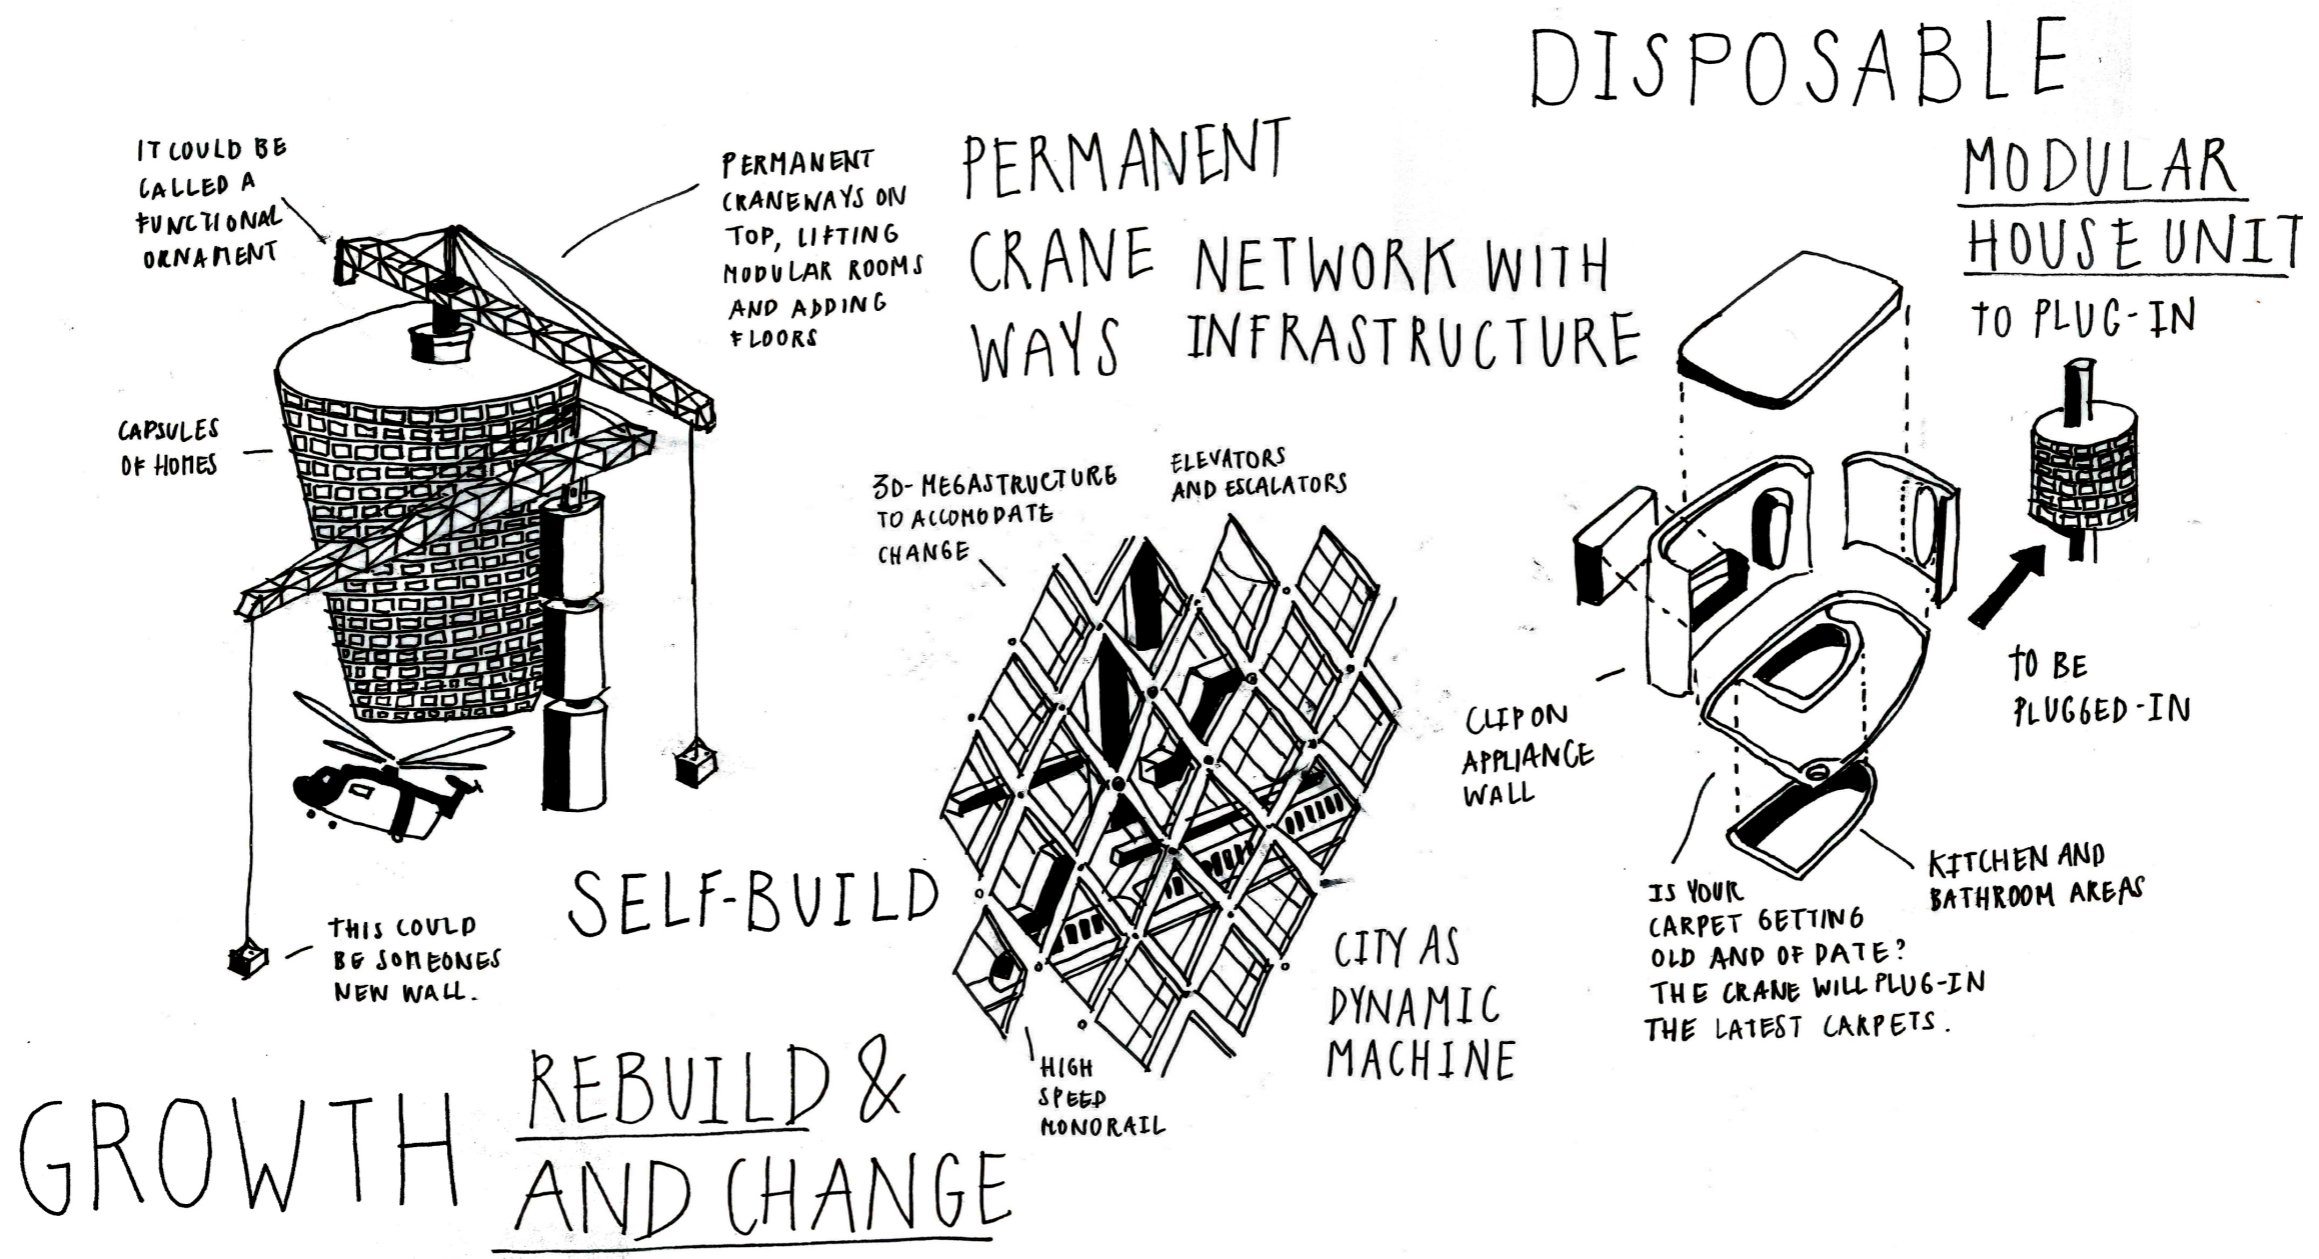 DISPOSABLE
IT COULD BE
CALLED A
FUNCTIONAL
ORNAMENT
PERMANENT
CRANEWAYS ON
TOP, LIFTING
MODULAR ROOMS
AND ADDING
FLOORS
PERMANENT
CRANE
WAYS
NETWORK WITH
INFRASTRUCTURE
MODULAR
HOUSE UNIT
TO PLUG-IN
CAPSULES
OF HOMES
3D-MEGASTRUCTURE
TO ACCOMODATE
CHANGE
ELEVATORS
AND ESCALATORS
TO BE
PLUGGED-IN
CLIP ON
APPLIANCE
WALL
KITCHEN AND
BATHROOM AREAS
IS YOUR
CARPET GETTING
OLD AND OF DATE?
THE CRANE WILL PLUG-IN
THE LATEST CARPETS.
SELF-BUILD
THIS COULD
BE SOMEONES
NEW WALL.
CITY AS
DYNAMIC
MACHINE
HIGH
SPEED
MONORAIL
GROWTH
REBUILD &
AND CHANGE